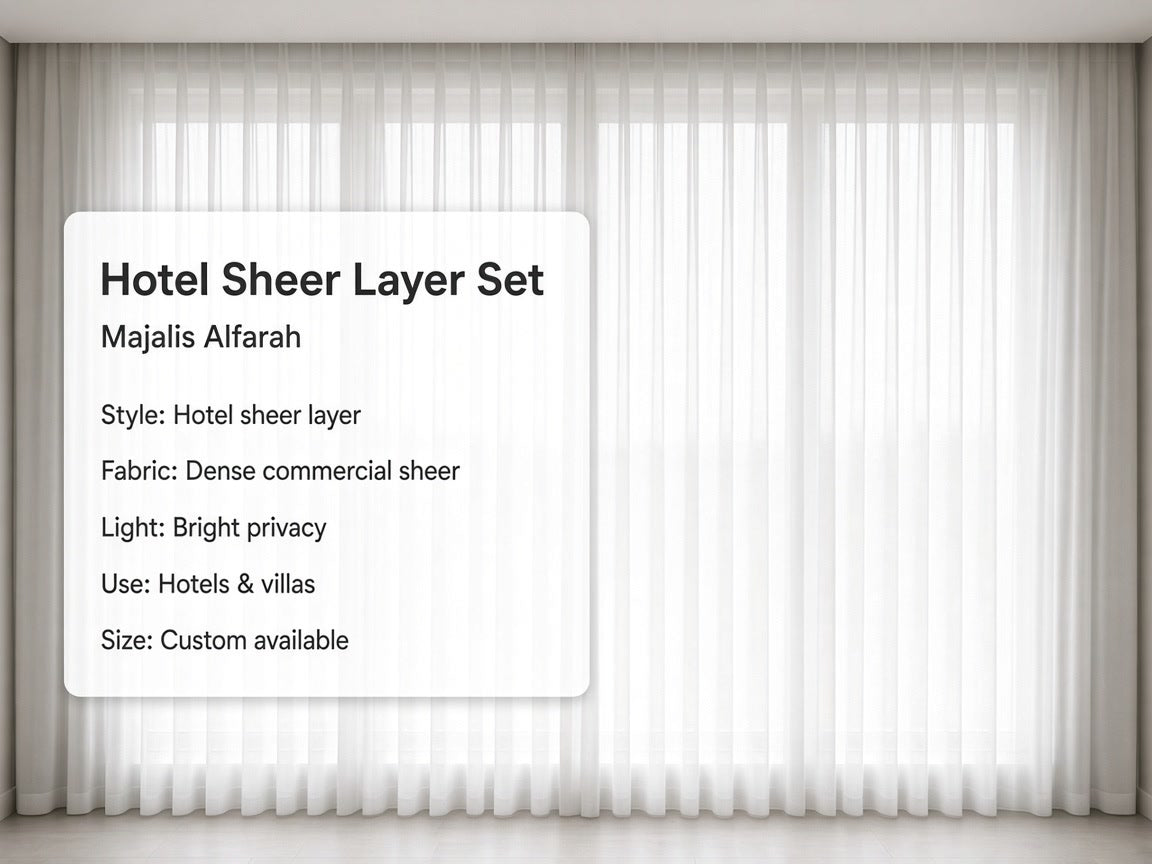 Hotel Sheer Layer Set
Majalis Alfarah
Style: Hotel sheer layer
Fabric: Dense commercial sheer
Light: Bright privacy
Use: Hotels & villas
Size: Custom available